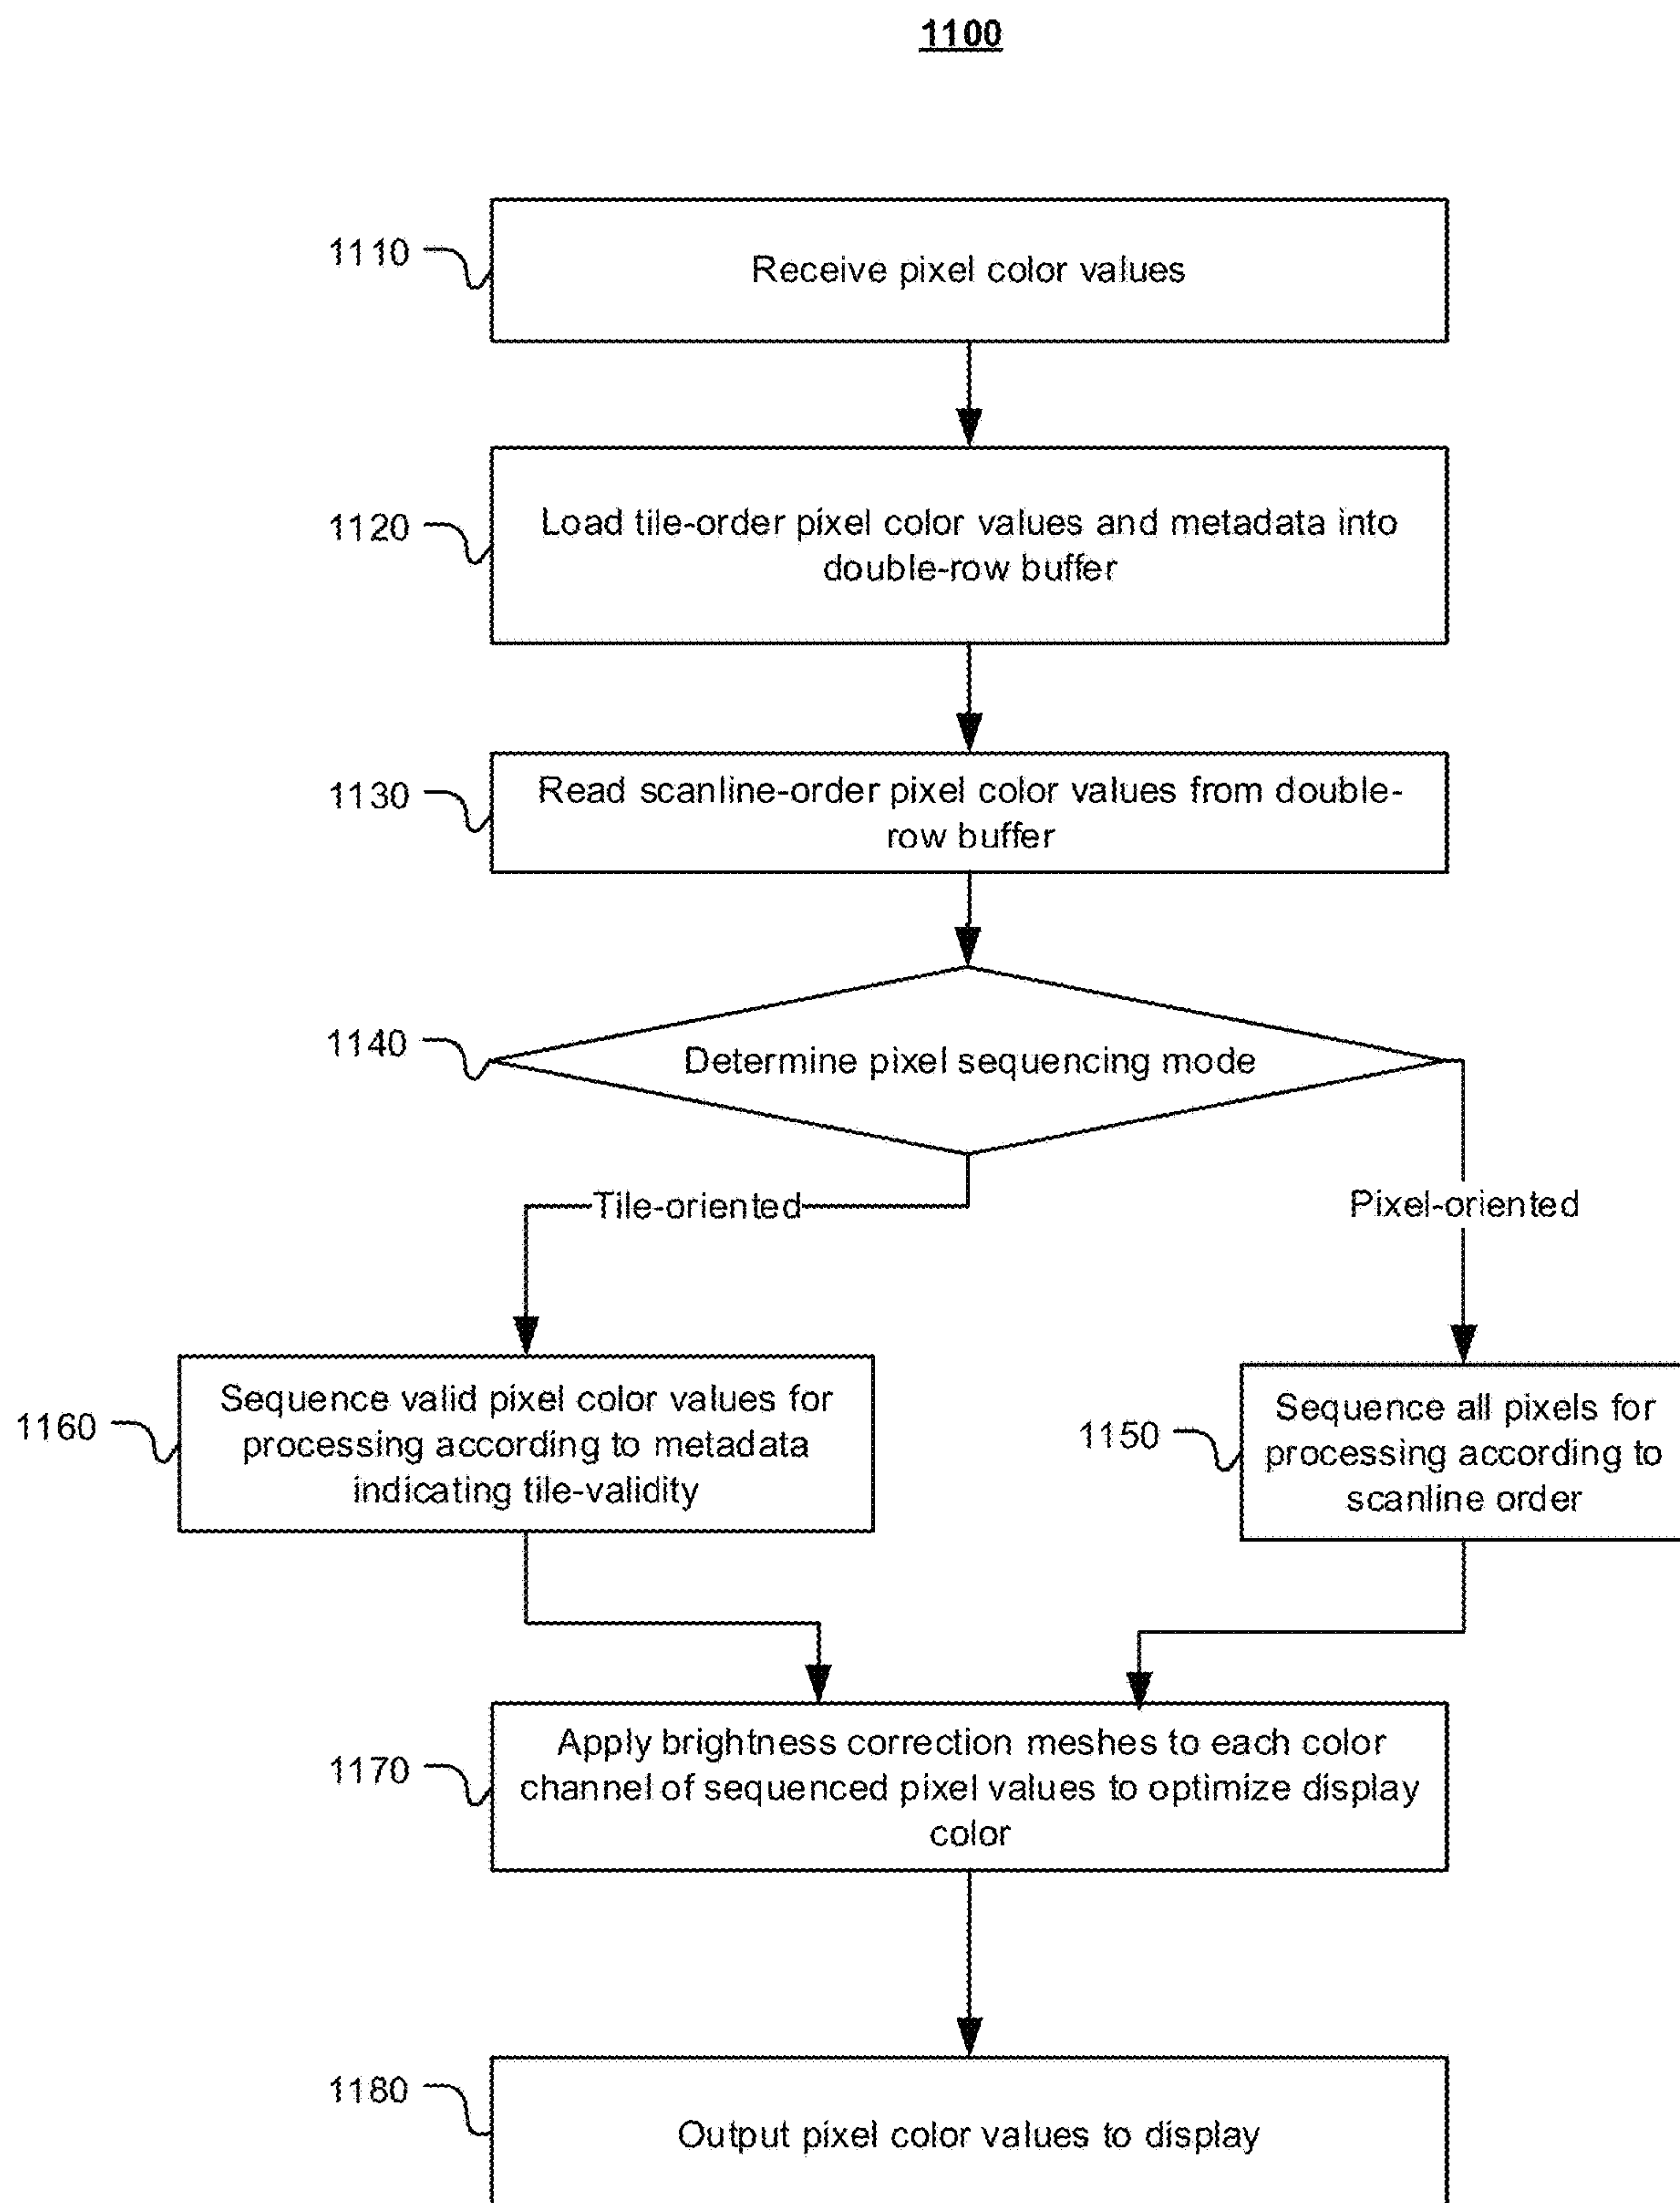 1100
1110
Receive pixel color values
1120
Load tile-order pixel color values and metadata into
double-row buffer
1130
Read scanline-order pixel color values from double-
row buffer
1140
Determine pixel sequencing mode
Tile-oriented
Pixel-oriented
1160
Sequence valid pixel color values for
processing according to metadata
indicating tile-validity
1150
Sequence all pixels for
processing according to
scanline order
1170
Apply brightness correction meshes to each color
channel of sequenced pixel values to optimize display
color
1180
Output pixel color values to display